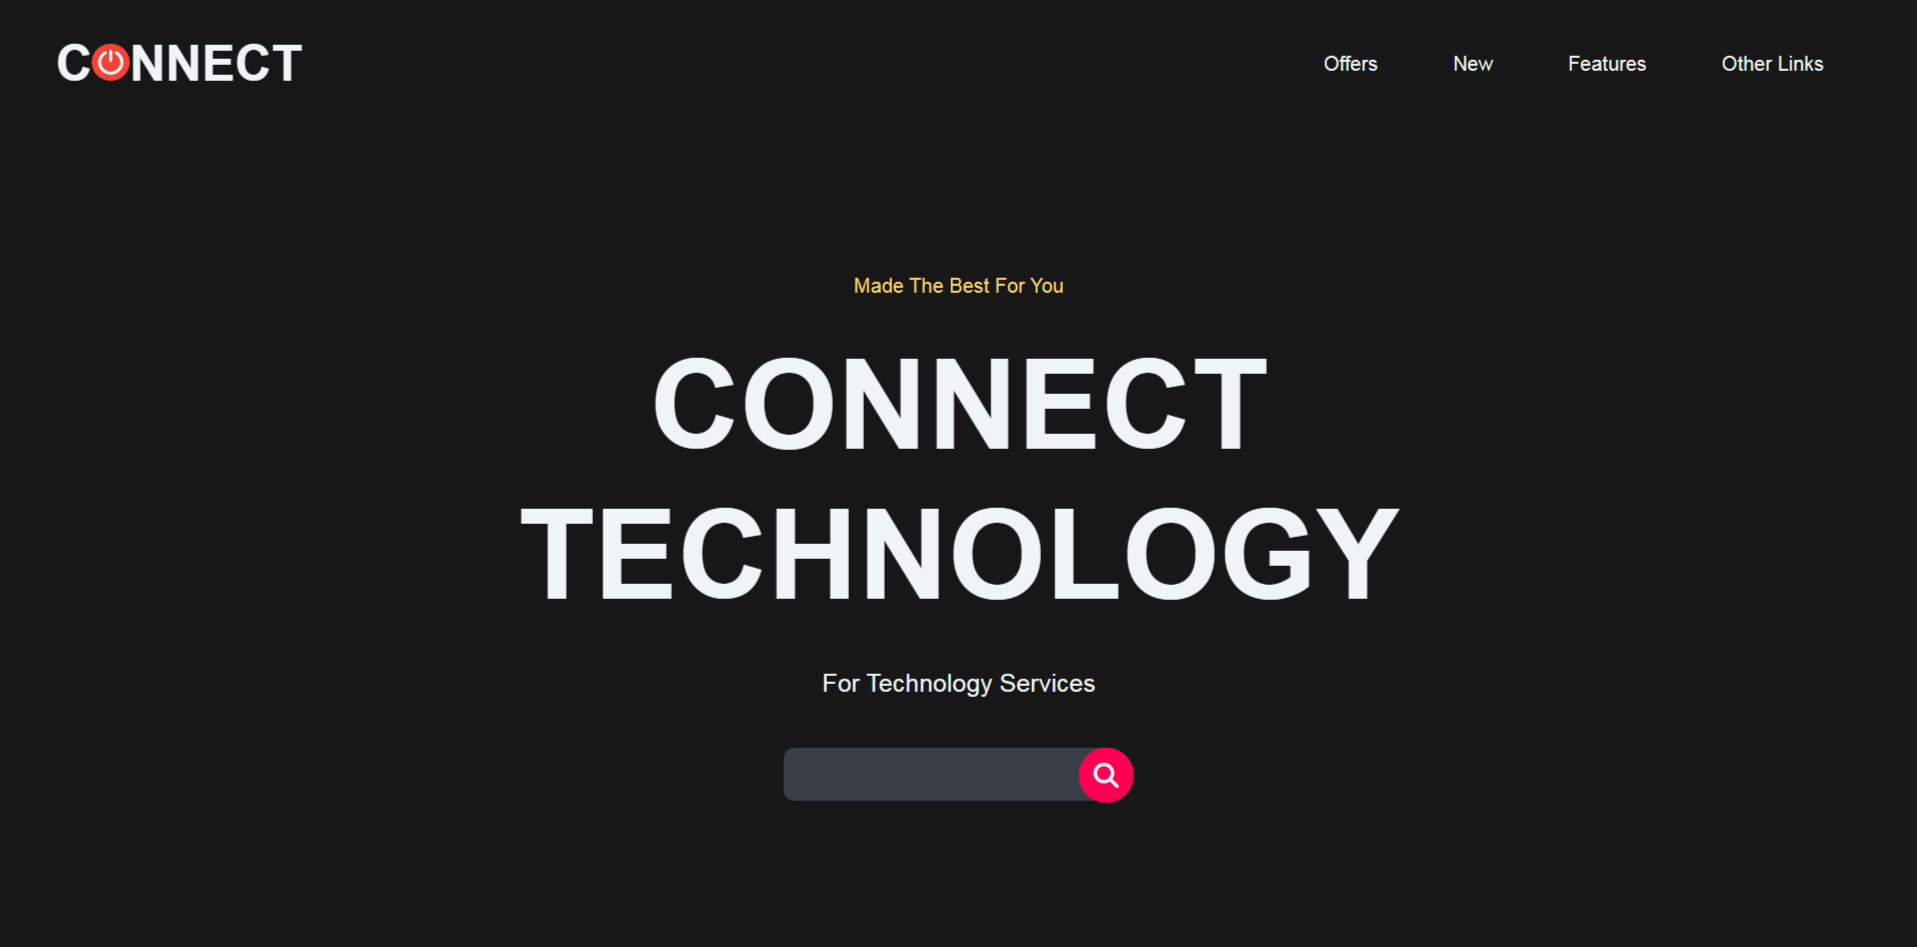 CONNECT
Offers New Features Other Links
Made The Best For You
CONNECT
TECHNOLOGY
For Technology Services